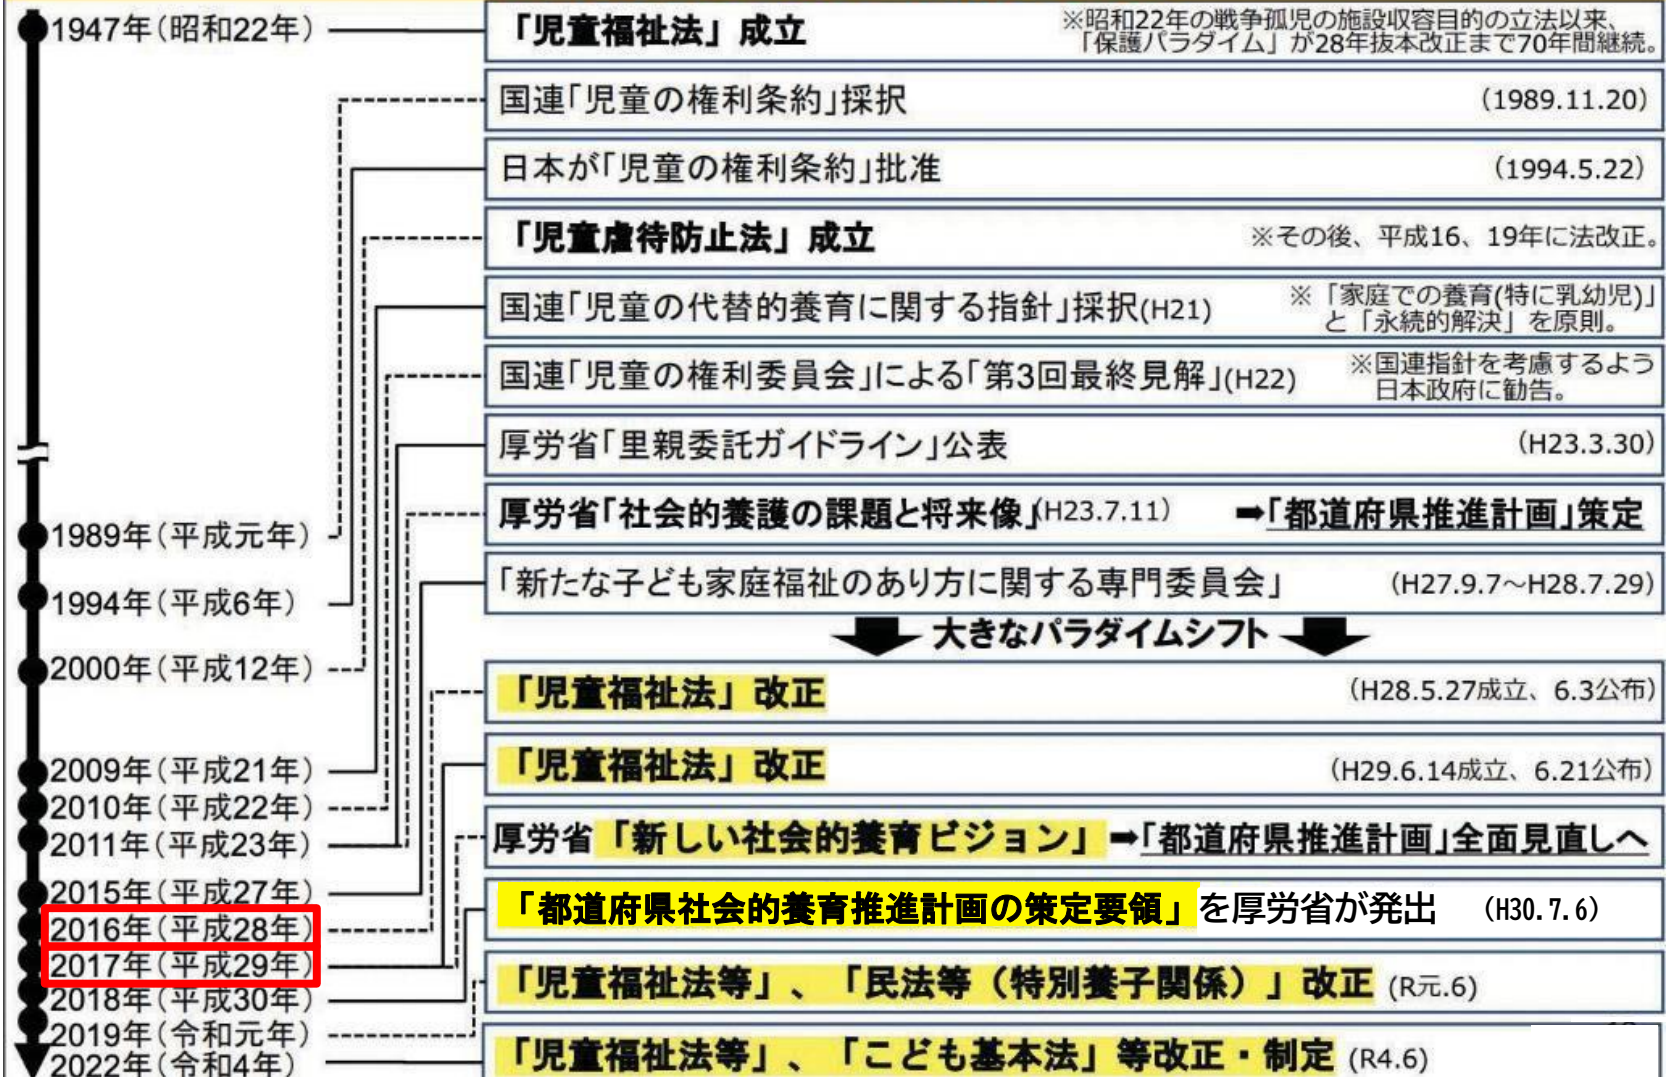 1947年(昭和22年)
「児童福祉法」成立
※昭和22年の戦争孤児の施設収容目的の立法以来、
「保護パラダイム」が28年抜本改正まで70年間継続。
国連「児童の権利条約」採択 (1989.11.20)
日本が「児童の権利条約」批准 (1994.5.22)
「児童虐待防止法」成立 ※その後、平成16、19年に法改正。
国連「児童の代替的養育に関する指針」採択(H21)
※「家庭での養育(特に乳幼児)」
と「永続的解決」を原則。
国連「児童の権利委員会」による「第3回最終見解」(H22)
※国連指針を考慮するよう
日本政府に勧告。
厚労省「里親委託ガイドライン」公表 (H23.3.30)
厚労省「社会的養護の課題と将来像」(H23.7.11) ➡「都道府県推進計画」策定
1989年(平成元年)
「新たな子ども家庭福祉のあり方に関する専門委員会」 (H27.9.7～H28.7.29)
1994年(平成6年)
大きなパラダイムシフト
2000年(平成12年)
「児童福祉法」改正 (H28.5.27成立、6.3公布)
2009年(平成21年)
「児童福祉法」改正 (H29.6.14成立、6.21公布)
2010年(平成22年)
2011年(平成23年)
厚労省「新しい社会的養育ビジョン」➡「都道府県推進計画」全面見直しへ
2015年(平成27年)
「都道府県社会的養育推進計画の策定要領」を厚労省が発出 (H30.7.6)
2016年(平成28年)
2017年(平成29年)
「児童福祉法等」、「民法等（特別養子関係）」改正 (R元.6)
2018年(平成30年)
2019年(令和元年)
「児童福祉法等」、「こども基本法」等改正・制定 (R4.6)
2022年(令和4年)